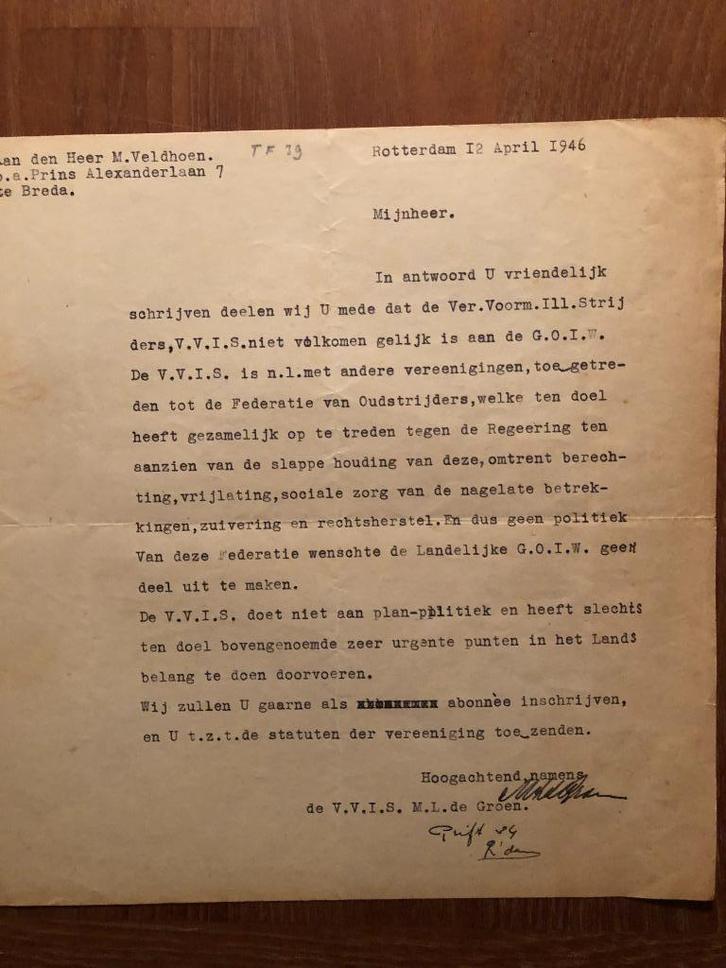 aan den Heer M.Veldhoen.
p.a.Prins Alexanderlaan 7
te Breda.
TF 39
Rotterdam I2 April I946
Mijnheer.
In antwoord U vriendelijk
schrijven deelen wij U mede dat de Ver.Voorm.Ill.Strij
ders,V.V.I.S.niet volkomen gelijk is aan de G.O.I.W.
De V.V.I.S. is n.l.met andere vereenigingen,toe getre-
den tot de Federatie van Oudstrijders,welke ten doel
heeft gezamelijk op te treden tegen de Regeering ten
aanzien van de slappe houding van deze,omtrent berech-
ting,vrijlating,sociale zorg van de nagelate betrek-
kingen,zuivering en rechtsherstel.En dus geen politiek
Van deze Federatie wenschte de Landelijke G.O.I.W. geen
deel uit te maken.
De V.V.I.S. doet niet aan plan-politiek en heeft slechts
ten doel bovengenoemde zeer urgente punten in het Lands
belang te doen doorvoeren.
Wij zullen U gaarne als abonnèe inschrijven,
en U t.z.t.de statuten der vereeniging toe zenden.
Hoogachtend,namens
de V.V.I.S. M.L.de Groen.
R'dam